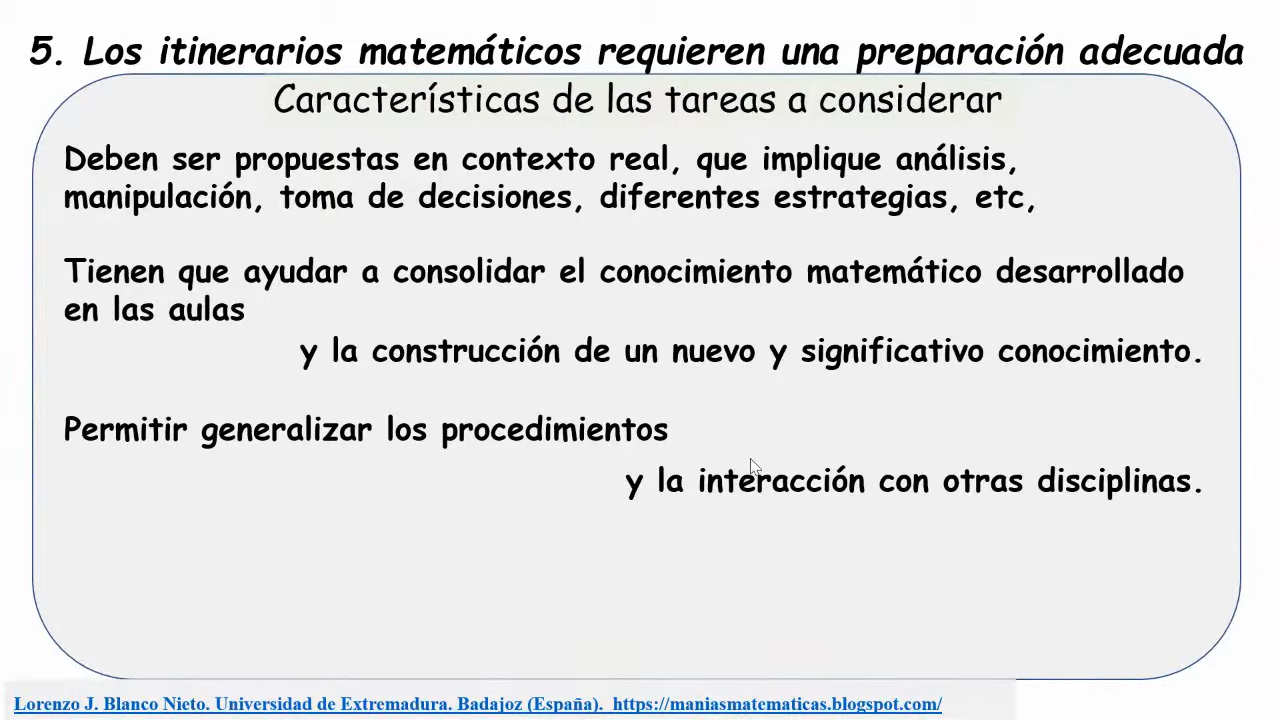 5. Los itinerarios matemáticos requieren una preparación adecuada
Características de las tareas a considerar
Deben ser propuestas en contexto real, que implique análisis,
manipulación, toma de decisiones, diferentes estrategias, etc,
Tienen que ayudar a consolidar el conocimiento matemático desarrollado
en las aulas
y la construcción de un nuevo y significativo conocimiento.
Permitir generalizar los procedimientos
y la interacción con otras disciplinas.
Lorenzo J. Blanco Nieto. Universidad de Extremadura. Badajoz (España). https://maniasmatematicas.blogspot.com/